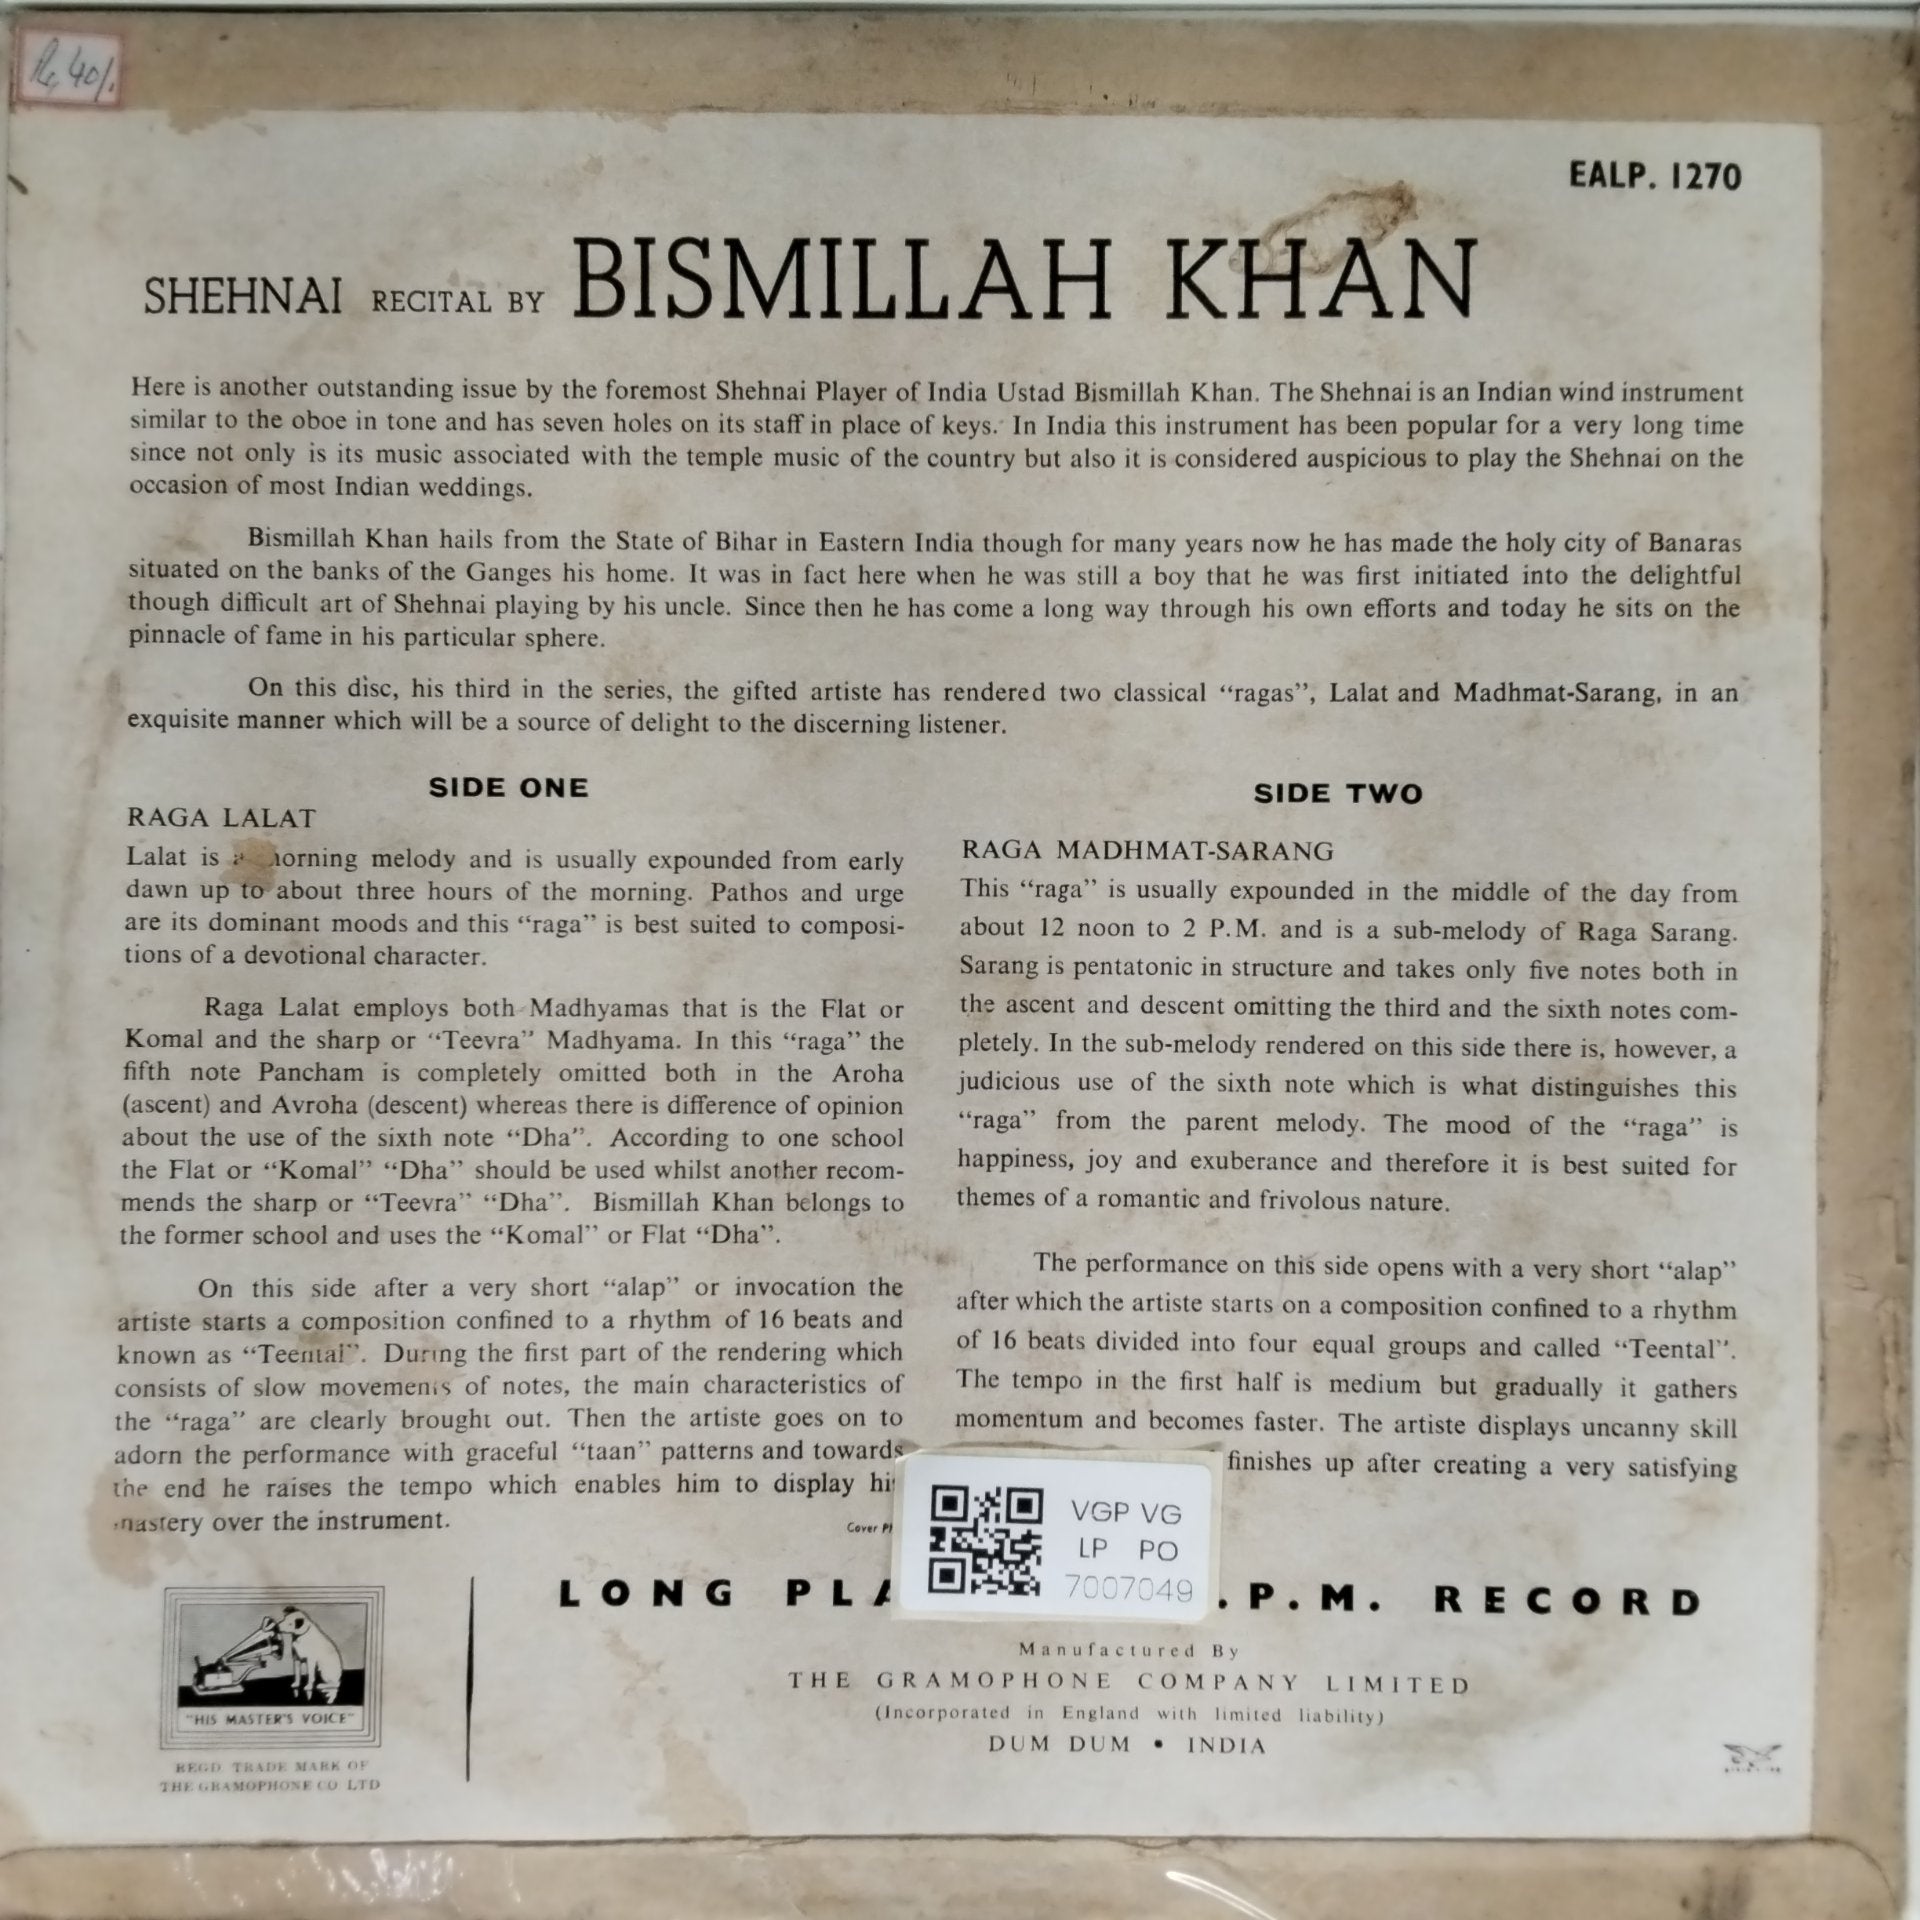 Rs. 40/.
EALP. 1270
SHEHNAI RECITAL BY BISMILLAH KHAN
Here is another outstanding issue by the foremost Shehnai Player of India Ustad Bismillah Khan. The Shehnai is an Indian wind instrument
similar to the oboe in tone and has seven holes on its staff in place of keys. In India this instrument has been popular for a very long time
since not only is its music associated with the temple music of the country but also it is considered auspicious to play the Shehnai on the
occasion of most Indian weddings.
Bismillah Khan hails from the State of Bihar in Eastern India though for many years now he has made the holy city of Banaras
situated on the banks of the Ganges his home. It was in fact here when he was still a boy that he was first initiated into the delightful
though difficult art of Shehnai playing by his uncle. Since then he has come a long way through his own efforts and today he sits on the
pinnacle of fame in his particular sphere.
On this disc, his third in the series, the gifted artiste has rendered two classical “ragas”, Lalat and Madhmat-Sarang, in an
exquisite manner which will be a source of delight to the discerning listener.
SIDE ONE
RAGA LALAT
Lalat is a morning melody and is usually expounded from early
dawn up to about three hours of the morning. Pathos and urge
are its dominant moods and this “raga” is best suited to composi-
tions of a devotional character.
Raga Lalat employs both Madhyamas that is the Flat or
Komal and the sharp or “Teevra” Madhyama. In this “raga” the
fifth note Pancham is completely omitted both in the Aroha
(ascent) and Avroha (descent) whereas there is difference of opinion
about the use of the sixth note “Dha”. According to one school
the Flat or “Komal” “Dha” should be used whilst another recom-
mends the sharp or “Teevra” “Dha”. Bismillah Khan belongs to
the former school and uses the “Komal” or Flat “Dha”.
On this side after a very short “alap” or invocation the
artiste starts a composition confined to a rhythm of 16 beats and
known as “Teental”. During the first part of the rendering which
consists of slow movements of notes, the main characteristics of
the “raga” are clearly brought out. Then the artiste goes on to
adorn the performance with graceful “taan” patterns and towards
the end he raises the tempo which enables him to display his
mastery over the instrument.
Cover
SIDE TWO
RAGA MADHMAT-SARANG
This “raga” is usually expounded in the middle of the day from
about 12 noon to 2 P.M. and is a sub-melody of Raga Sarang.
Sarang is pentatonic in structure and takes only five notes both in
the ascent and descent omitting the third and the sixth notes com-
pletely. In the sub-melody rendered on this side there is, however, a
judicious use of the sixth note which is what distinguishes this
“raga” from the parent melody. The mood of the “raga” is
happiness, joy and exuberance and therefore it is best suited for
themes of a romantic and frivolous nature.
The performance on this side opens with a very short “alap”
after which the artiste starts on a composition confined to a rhythm
of 16 beats divided into four equal groups and called “Teental”.
The tempo in the first half is medium but gradually it gathers
momentum and becomes faster. The artiste displays uncanny skill
finishes up after creating a very satisfying
VGP VG
LP PO
7007049
LONG PLA .P.M. RECORD
Manufactured By
THE GRAMOPHONE COMPANY LIMITED
(Incorporated in England with limited liability)
DUM DUM • INDIA
“HIS MASTER'S VOICE”
REGD TRADE MARK OF
THE GRAMOPHONE CO LTD